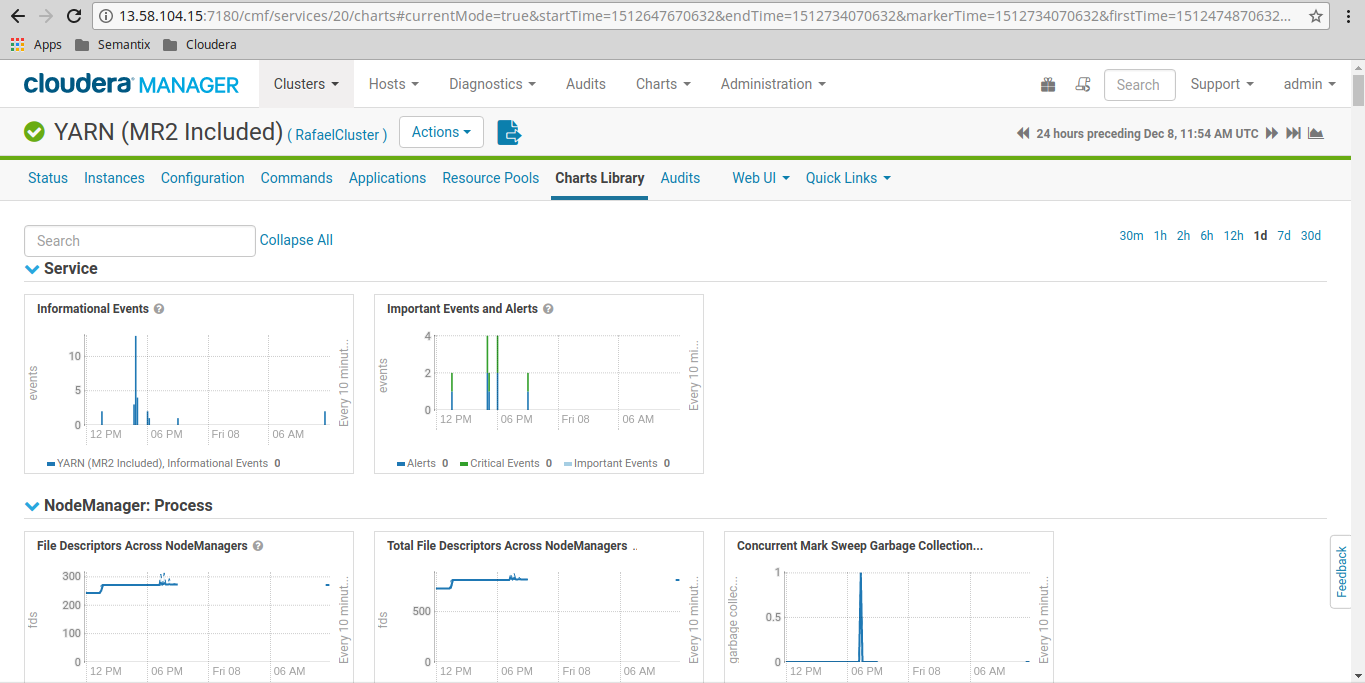 13.58.104.15:7180/cmf/services/20/charts#currentMode=true&startTime=1512647670632&endTime=1512734070632&markerTime=1512734070632&firstTime=1512474870632...
Apps Semantix Cloudera
cloudera MANAGER Clusters Hosts Diagnostics Audits Charts Administration Search Support admin
YARN (MR2 Included) ( RafaelCluster ) Actions 24 hours preceding Dec 8, 11:54 AM UTC
Status Instances Configuration Commands Applications Resource Pools Charts Library Audits Web UI Quick Links
Search Collapse All 30m 1h 2h 6h 12h 1d 7d 30d
Service
Informational Events ?
events
10
5
0
12 PM 06 PM Fri 08 06 AM
Every 10 minut...
YARN (MR2 Included), Informational Events 0
Important Events and Alerts ?
events
4
2
0
12 PM 06 PM Fri 08 06 AM
Every 10 mi...
Alerts 0 Critical Events 0 Important Events 0
NodeManager: Process
File Descriptors Across NodeManagers ?
fds
300
200
100
0
12 PM 06 PM Fri 08 06 AM
Every 10 minut...
Total File Descriptors Across NodeManagers ..
fds
500
0
12 PM 06 PM Fri 08 06 AM
Every 10 minut...
Concurrent Mark Sweep Garbage Collection...
garbage collec...
1
0.5
0
12 PM 06 PM Fri 08 06 AM
Every 10 minut...
Feedback